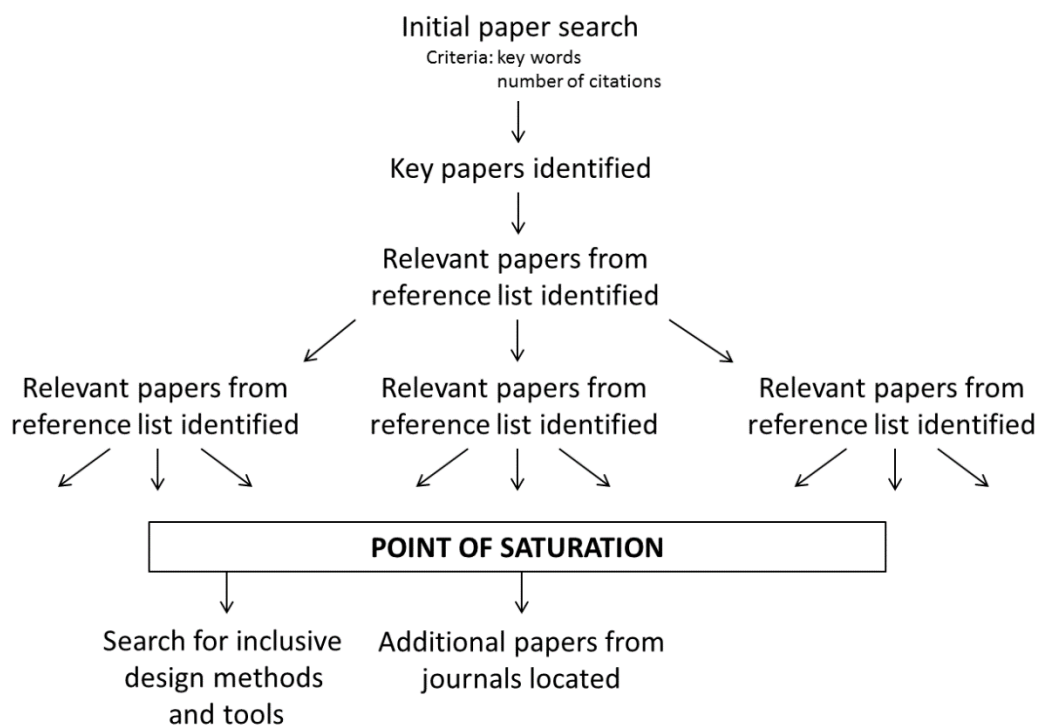 Initial paper search
Criteria: key words
number of citations
Key papers identified
Relevant papers from
reference list identified
Relevant papers from
reference list identified
Relevant papers from
reference list identified
Relevant papers from
reference list identified
POINT OF SATURATION
Search for inclusive
design methods
and tools
Additional papers from
journals located